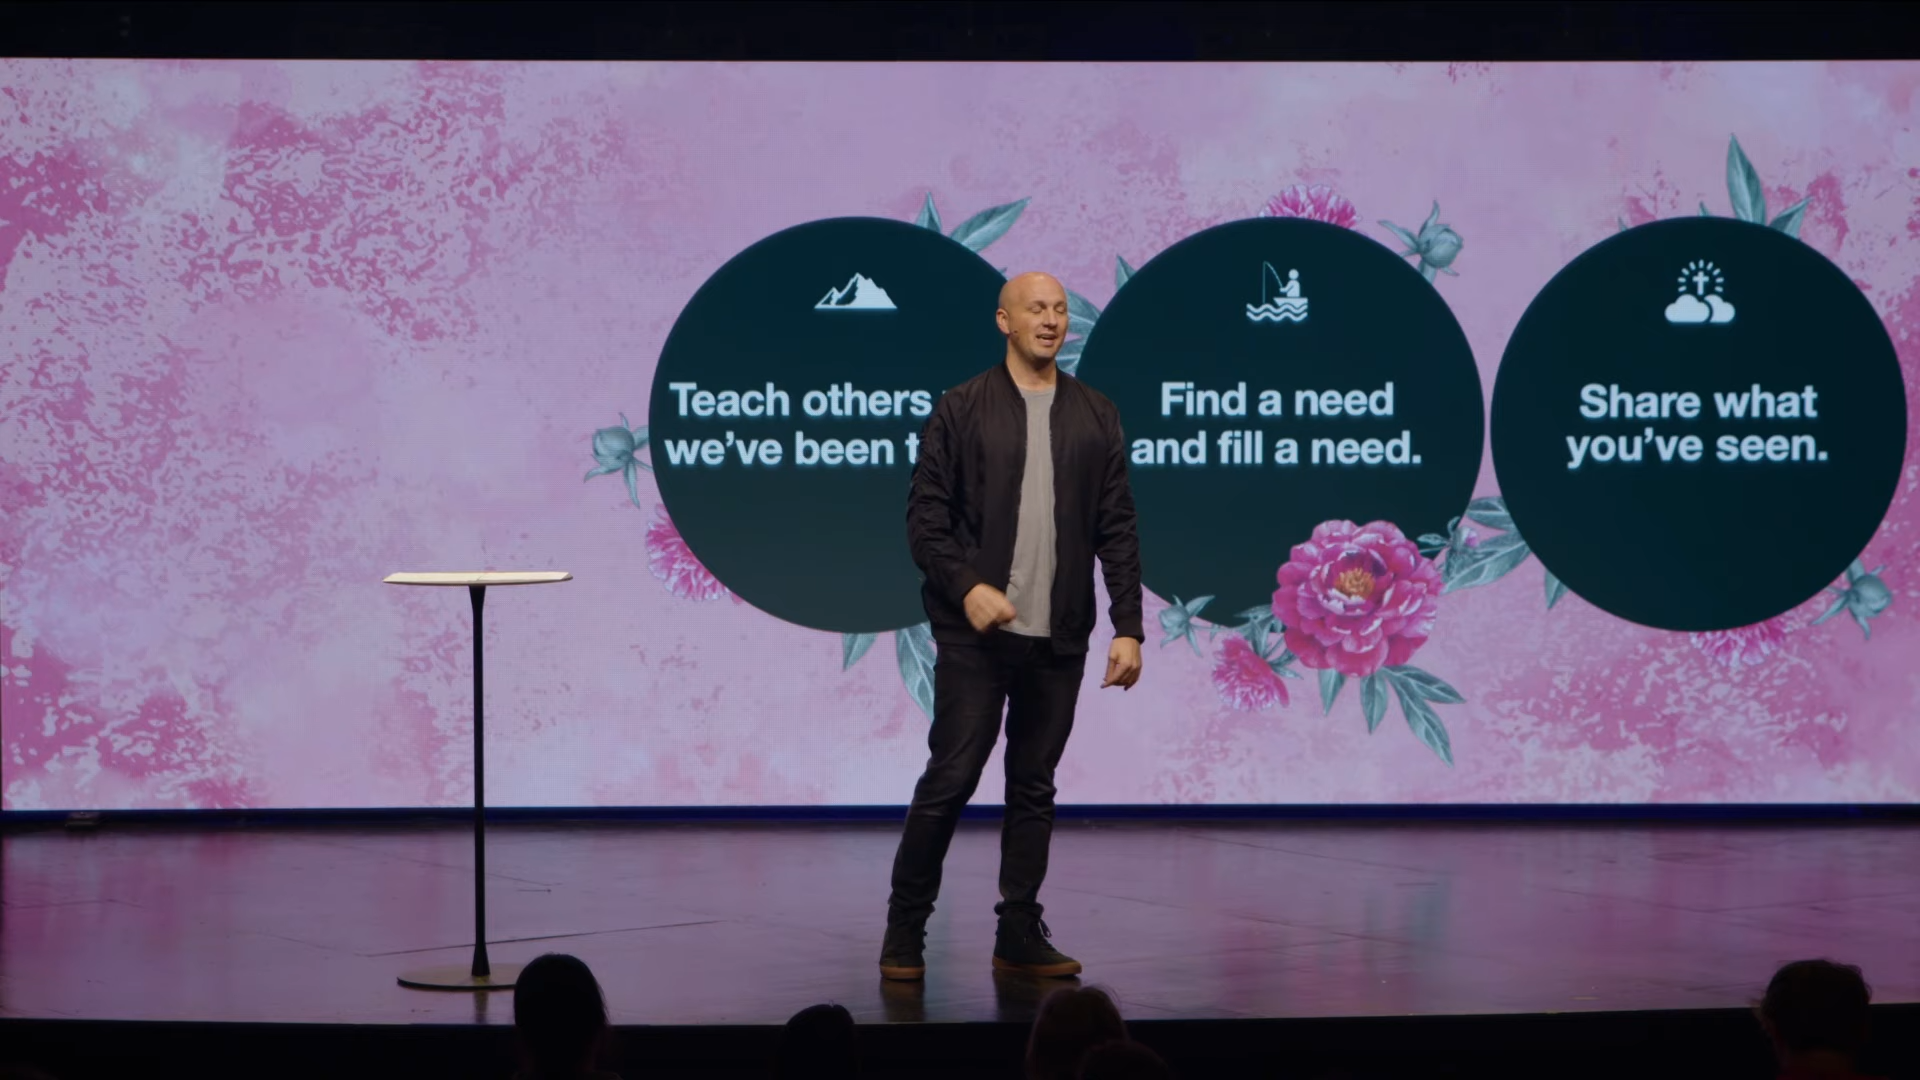 Teach others
we've been
Find a need
and fill a need.
Share what
you've seen.